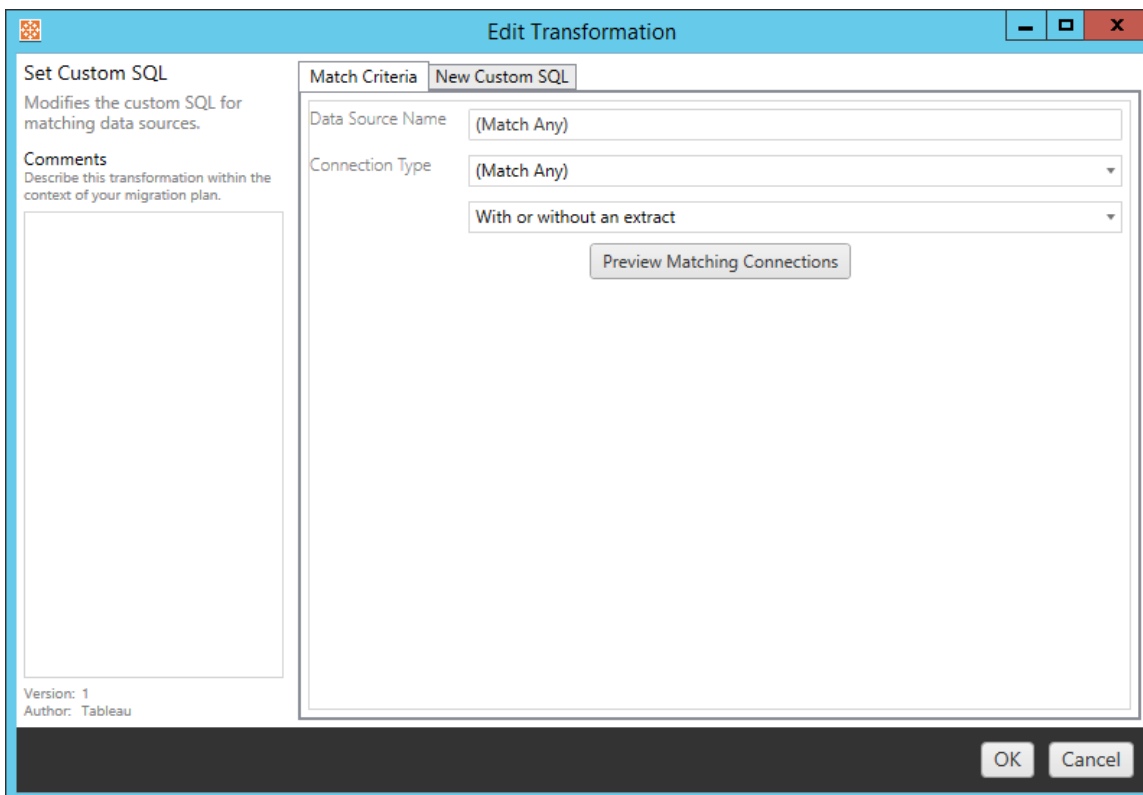 Edit Transformation
Set Custom SQL
Modifies the custom SQL for
matching data sources.
Comments
Describe this transformation within the
context of your migration plan.
Version: 1
Author: Tableau
Match Criteria
New Custom SQL
Data Source Name
(Match Any)
Connection Type
(Match Any)
With or without an extract
Preview Matching Connections
OK
Cancel